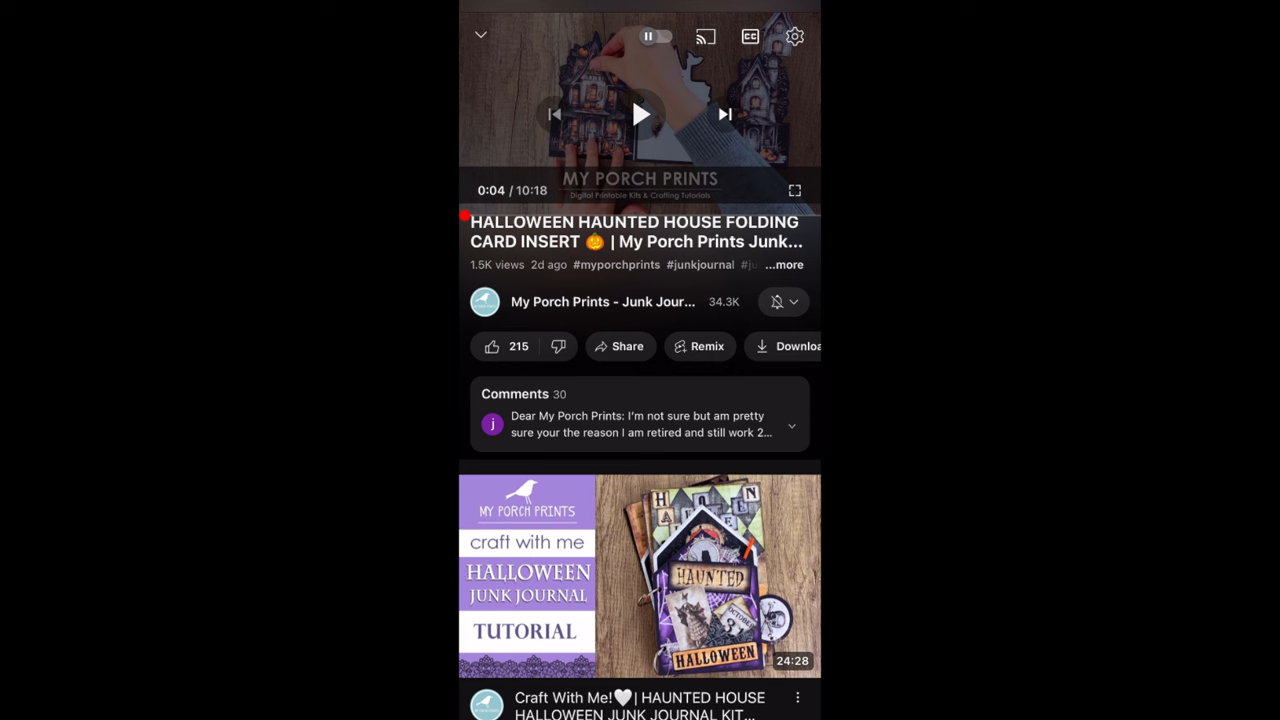 MY PORCH PRINTS
Digital Printable Kits & Crafting Tutorials
0:04 / 10:18
HALLOWEEN HAUNTED HOUSE FOLDING
CARD INSERT 🎃 | My Porch Prints Junk...
1.5K views 2d ago #myporchprints #junkjournal #ju ...more
My Porch Prints - Junk Jour... 34.3K
215 Share Remix Downloa
Comments 30
j
Dear My Porch Prints: I'm not sure but am pretty
sure your the reason I am retired and still work 2...
MY PORCH PRINTS
craft with me
HALLOWEEN
JUNK JOURNAL
TUTORIAL
HAUNTED
OCTOBER
31
HALLOWEEN
24:28
Craft With Me!🤍| HAUNTED HOUSE
HALLOWEEN JUNK JOURNAL KIT...